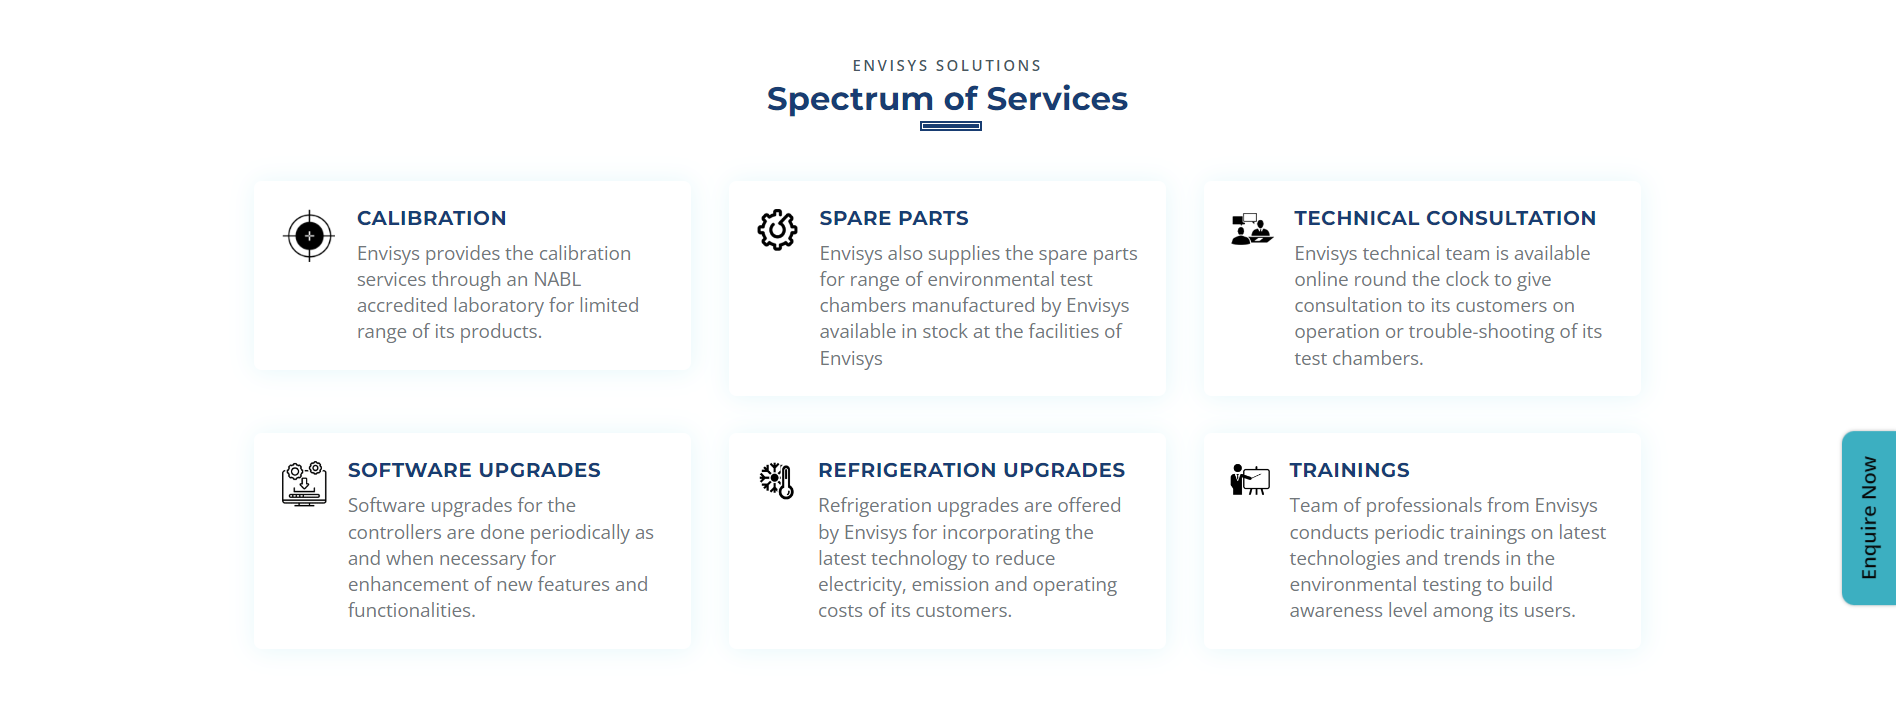 ENVISYS SOLUTIONS
Spectrum of Services
CALIBRATION
Envisys provides the calibration
services through an NABL
accredited laboratory for limited
range of its products.
SPARE PARTS
Envisys also supplies the spare parts
for range of environmental test
chambers manufactured by Envisys
available in stock at the facilities of
Envisys
TECHNICAL CONSULTATION
Envisys technical team is available
online round the clock to give
consultation to its customers on
operation or trouble-shooting of its
test chambers.
SOFTWARE UPGRADES
Software upgrades for the
controllers are done periodically as
and when necessary for
enhancement of new features and
functionalities.
REFRIGERATION UPGRADES
Refrigeration upgrades are offered
by Envisys for incorporating the
latest technology to reduce
electricity, emission and operating
costs of its customers.
TRAININGS
Team of professionals from Envisys
conducts periodic trainings on latest
technologies and trends in the
environmental testing to build
awareness level among its users.
Enquire Now